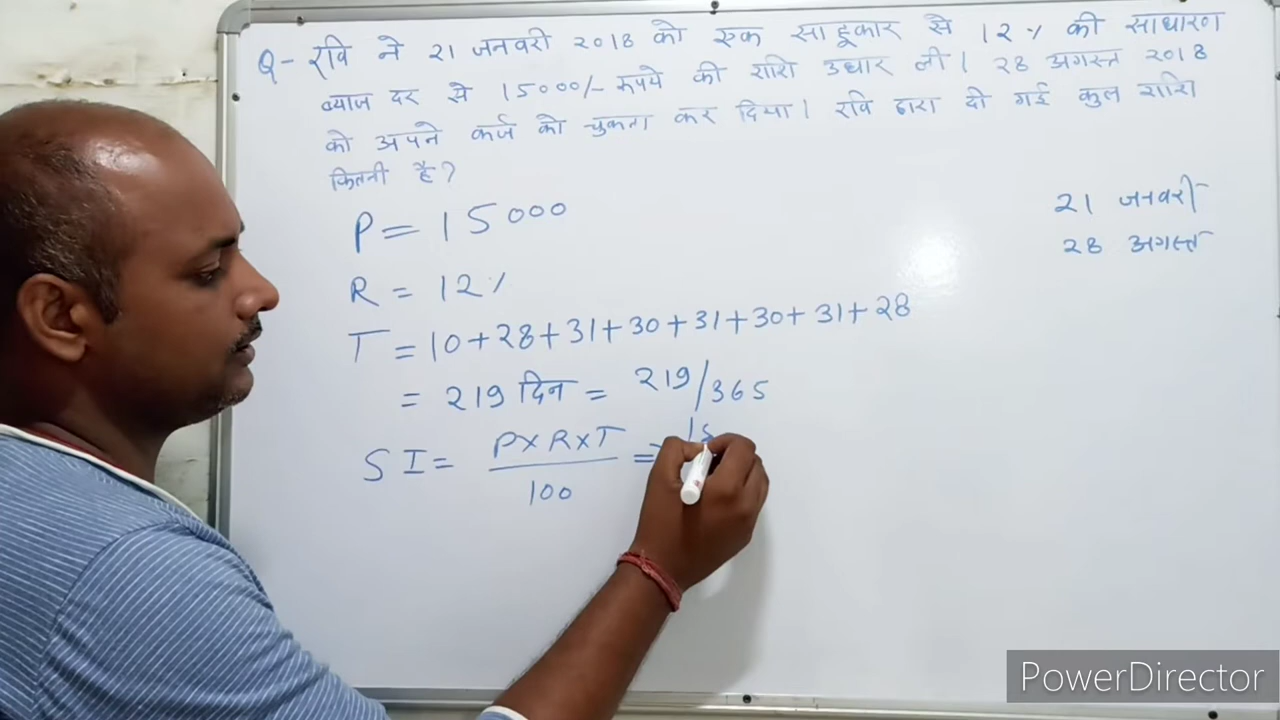 Q- रवि ने 21 जनवरी 2018 को एक साहूकार से 12% की साधारण
ब्याज दर से 15000/- रूपये की राशि उधार ली। 28 अगस्त 2018
को अपने कर्ज को चुकता कर दिया। रवि द्वारा दी गई कुल राशि
कितनी है?
21 जनवरी
28 अगस्त
P = 15000
R = 12%
T = 10+28+31+30+31+30+31+28
= 219 दिन = 219/365
SI = P×R×T/100 = 15
PowerDirector